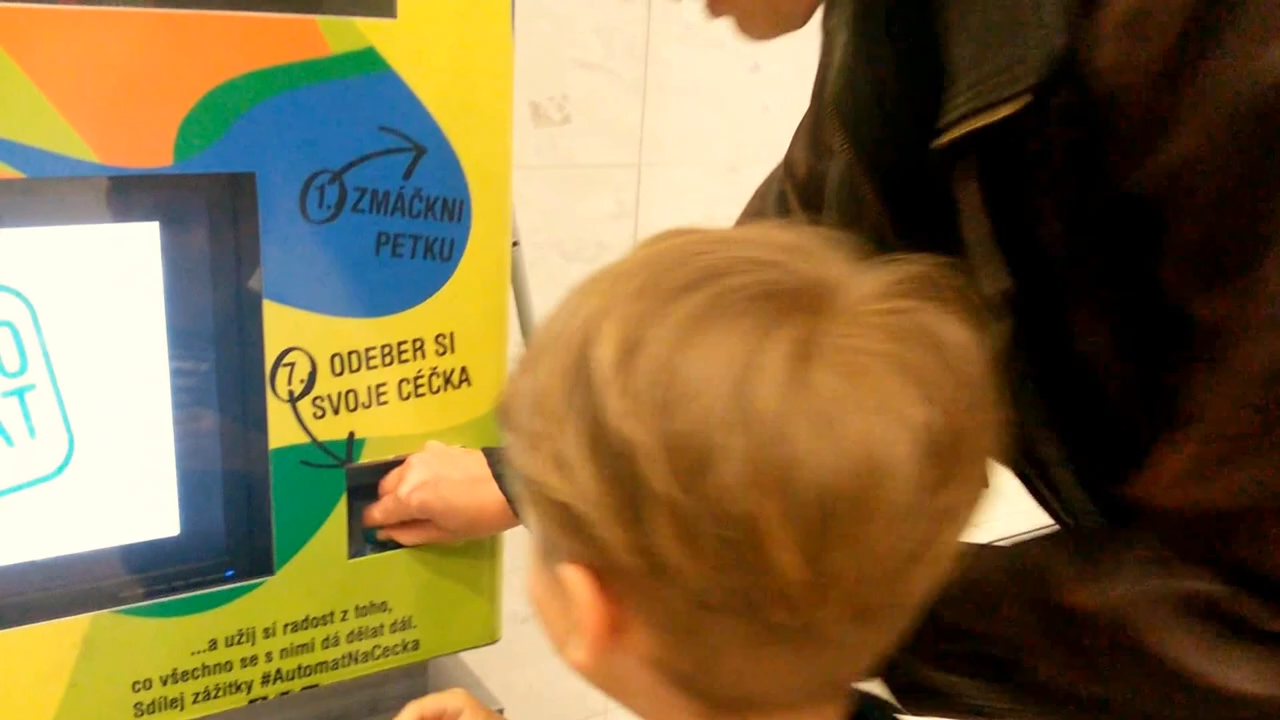 1. ZMÁČKNI
PETKU
7. ODEBER SI
SVOJE CÉČKA
...a užij si radost z toho,
co všechno se s nimi dá dělat dál.
Sdílej zážitky #AutomatNaCecka